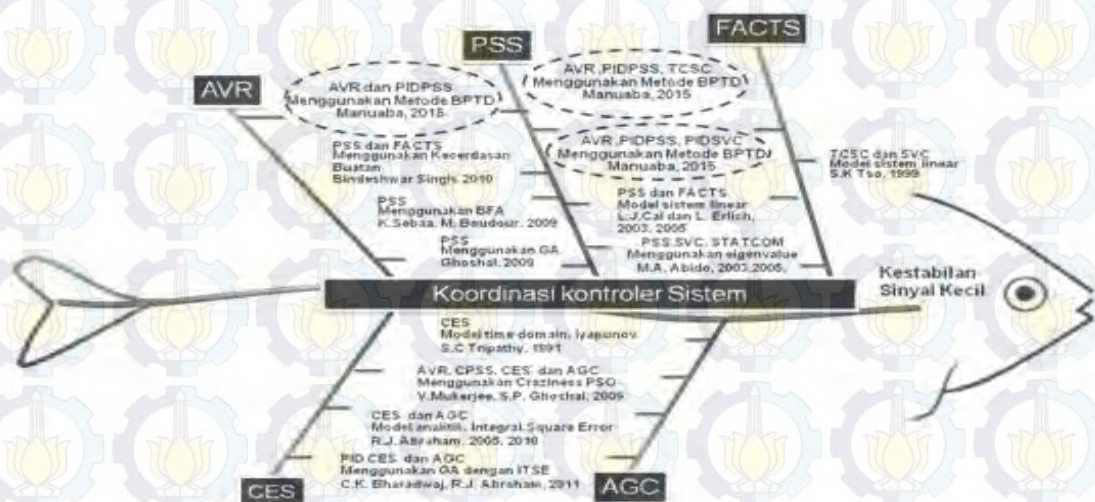 FACTS
PSS
AVR
AVR dan PIDPSS
Menggunakan Metode BPTD
Manuaba, 2015
AVR ,PIDPSS, TCSC
Menggunakan Metode BPTD
Manuaba, 2015
AVR ,PIDPSS, PIDSVC
Menggunakan Metode BPTD/
Manuaba, 2015
PSS dan FACTS
Menggunakan Kecerdasan
Buatan
Bindeshwar Singh, 2010
PSS
Menggunakan BFA
K.Sebaa, M. Boudour, 2009
PSS
Menggunakan GA
Ghoshal, 2009
PSS dan FACTS
Model sistem linear
L.J.Cai dan L. Erlich,
2003, 2005
PSS,SVC, STATCOM
Menggunakan eigenvalue
M.A. Abido, 2003,2005,
TCSC dan SVC
Model sistem linear
S.K Tso, 1999
Koordinasi kontroler Sistem
Kestabilan
Sinyal Kecil
CES
Model time-domain, lyapunov
S.C Tripathy, 1991
AVR, CPSS, CES dan AGC
Menggunakan Craziness PSO
V.Mukerjee, S.P. Ghoshal, 2009
CES dan AGC
Model analitik, Integral Square Error
R.J. Abraham, 2005, 2010
PID CES dan AGC
Menggunakan GA dengan ITSE
C.K. Bharadwaj, R.J. Abraham, 2011
CES
AGC